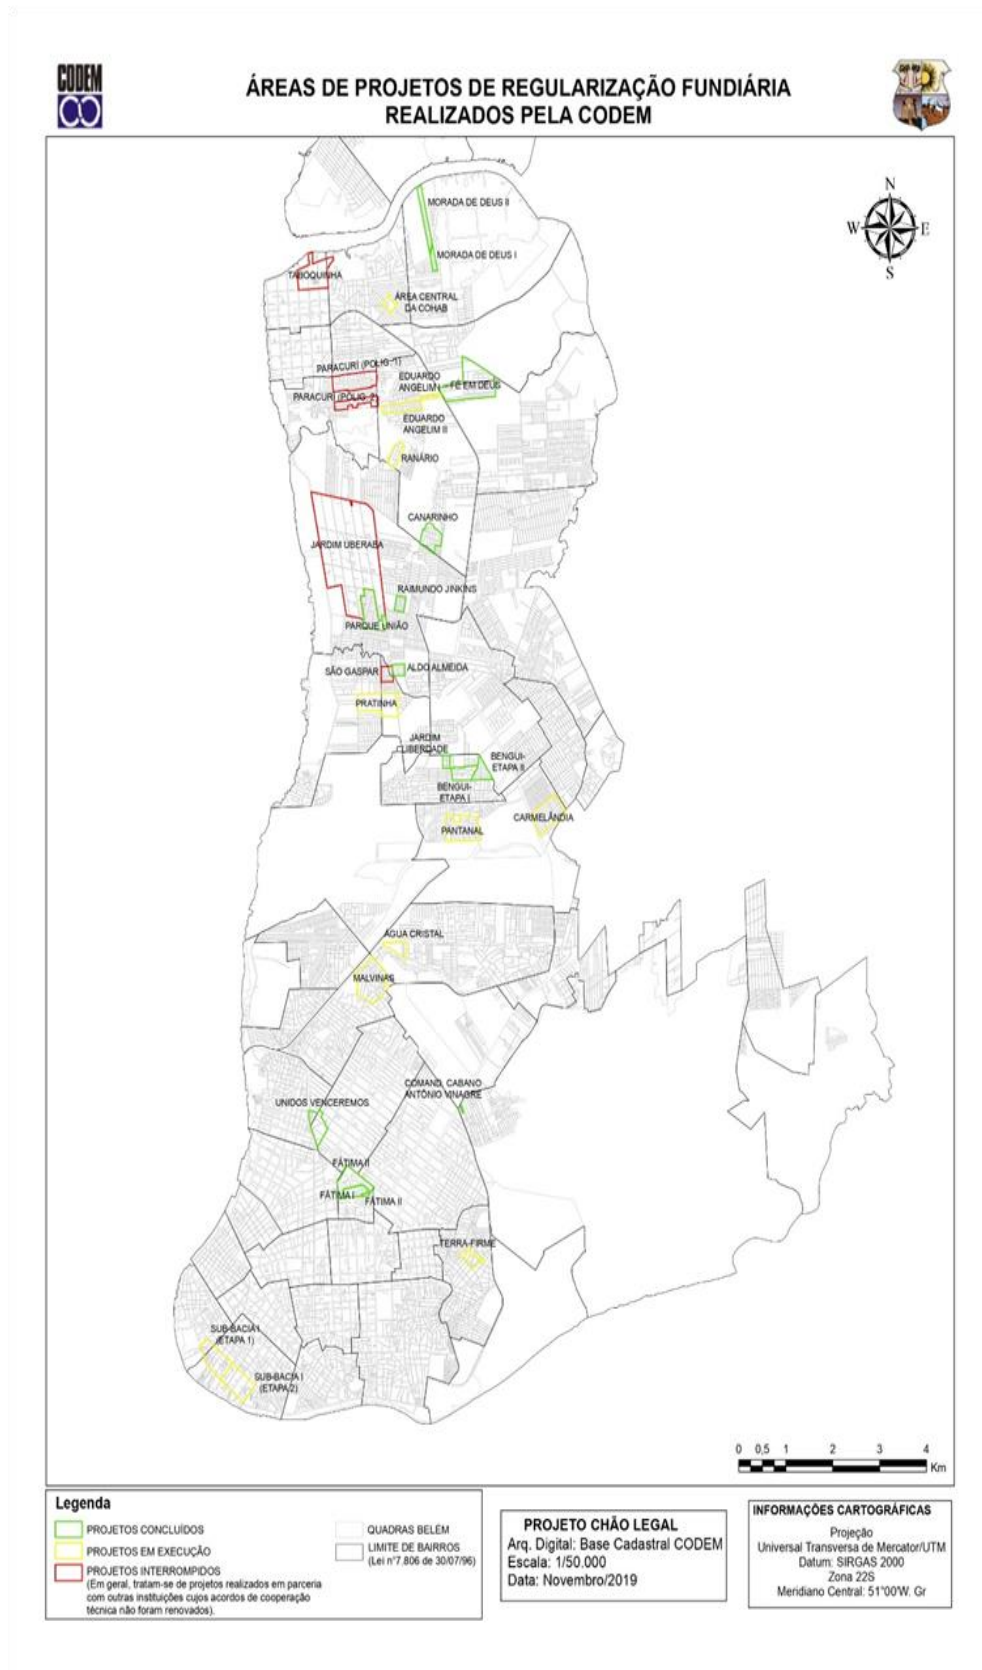 CODEM
ÁREAS DE PROJETOS DE REGULARIZAÇÃO FUNDIÁRIA
REALIZADOS PELA CODEM
N
W
E
S
MORADA DE DEUS II
MORADA DE DEUS I
TABOQUINHA
ÁREA CENTRAL
DA COHAB
PARACURI (POLIG. 1)
EDUARDO
ANGELIM I
FÉ EM DEUS
PARACURI (POLIG. 2)
EDUARDO
ANGELIM II
RANÁRIO
CANARINHO
JARDIM UBERABA
RAIMUNDO JINKINS
PARQUE UNIÃO
SÃO GASPAR
ALDO ALMEIDA
PRATINHA
JARDIM
LIBERDADE
BENGUI-
ETAPA II
BENGUI-
ETAPA I
CARMELÂNDIA
PANTANAL
ÁGUA CRISTAL
MALVINAS
COMAND. CABANO
ANTÔNIO VINAGRE
UNIDOS VENCEREMOS
FÁTIMA II
FÁTIMA I
FÁTIMA II
TERRA-FIRME
SUB-BACIA I
(ETAPA 1)
SUB-BACIA I
(ETAPA 2)
0 0,5 1 2 3 4
Km
Legenda
PROJETOS CONCLUÍDOS
PROJETOS EM EXECUÇÃO
PROJETOS INTERROMPIDOS
(Em geral, tratam-se de projetos realizados em parceria
com outras instituições cujos acordos de cooperação
técnica não foram renovados).
QUADRAS BELÉM
LIMITE DE BAIRROS
(Lei n°7.806 de 30/07/96)
PROJETO CHÃO LEGAL
Arq. Digital: Base Cadastral CODEM
Escala: 1/50.000
Data: Novembro/2019
INFORMAÇÕES CARTOGRÁFICAS
Projeção
Universal Transversa de Mercator/UTM
Datum: SIRGAS 2000
Zona 22S
Meridiano Central: 51°00'W. Gr